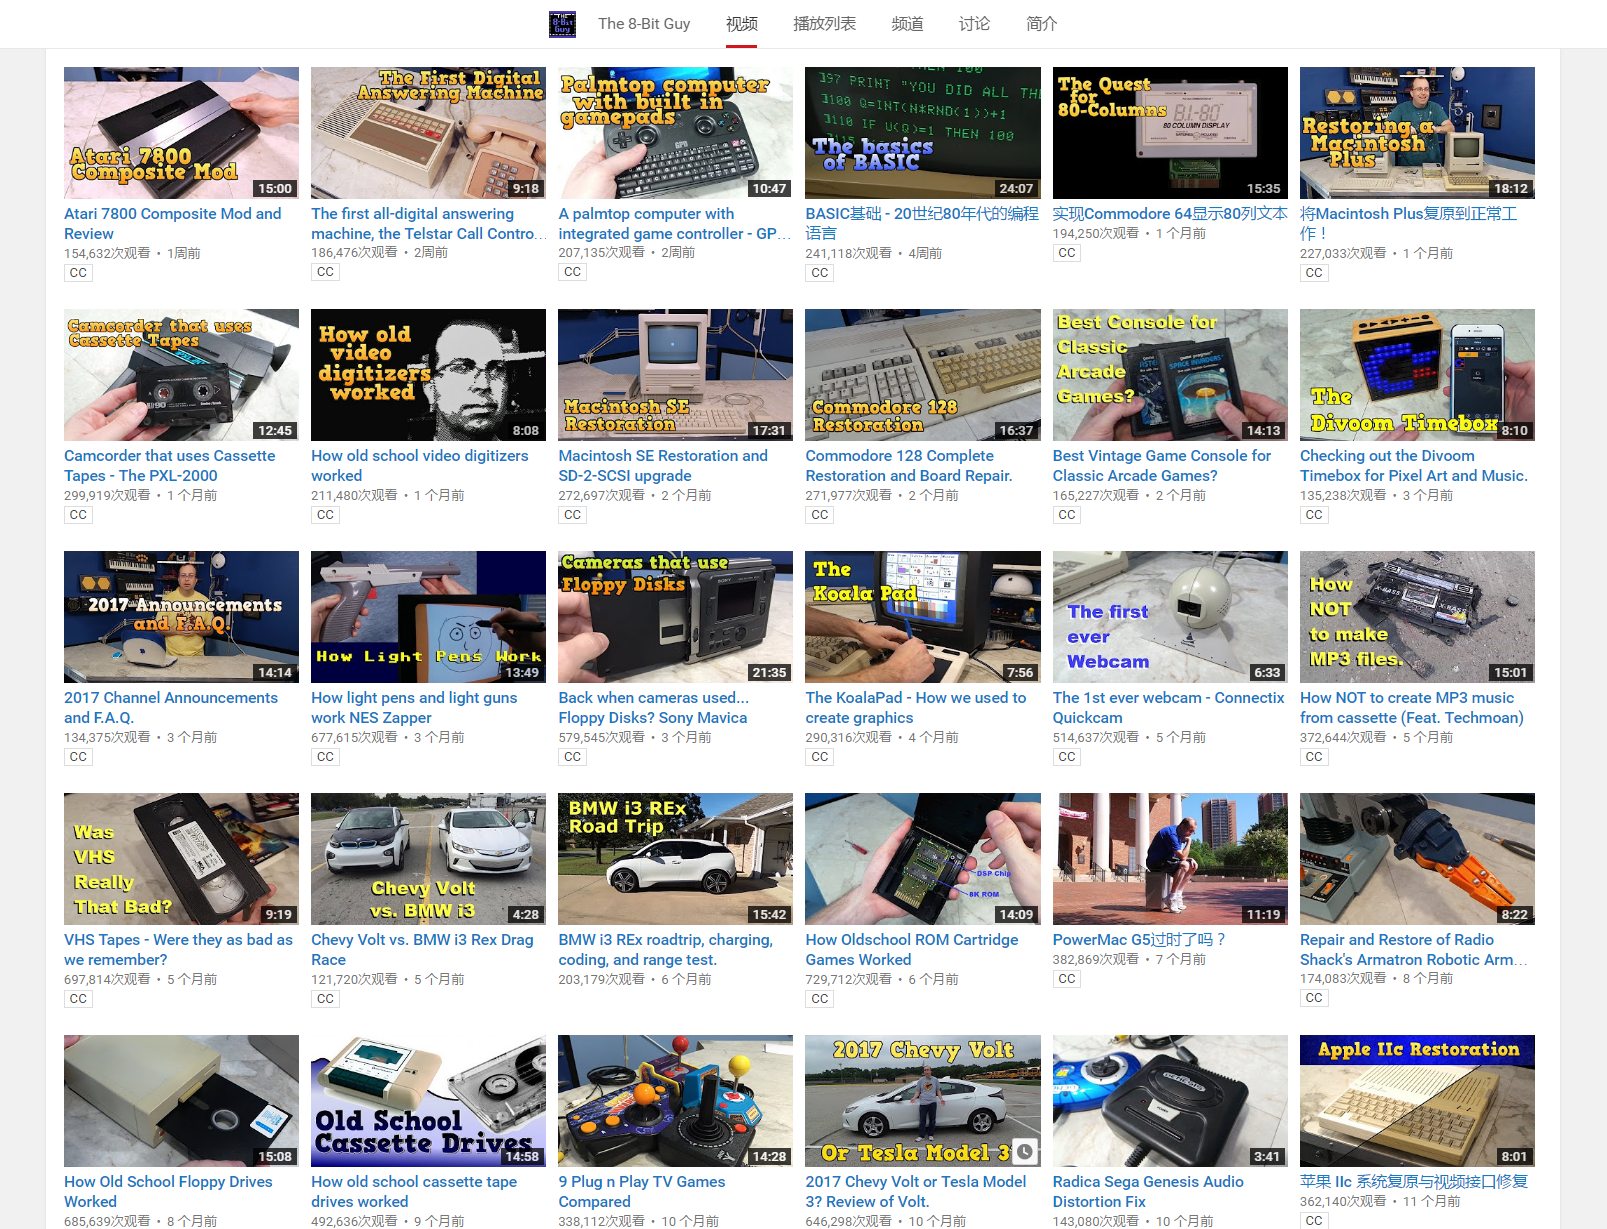 The 8-Bit Guy
视频
播放列表
频道
讨论
简介
Atari 7800
Composite Mod
15:00
Atari 7800 Composite Mod and
Review
154,632次观看 • 1周前
CC
The First Digital
Answering Machine
9:18
The first all-digital answering
machine, the Telstar Call Contro...
186,476次观看 • 2周前
CC
Palmtop computer
with built in
gamepads
10:47
A palmtop computer with
integrated game controller - GP...
207,135次观看 • 2周前
CC
]97 PRINT "YOU DID ALL TH
]100 Q=INT(N*RND(1))+1
]110 IF U(Q)=1 THEN 100
The basics
of BASIC
24:07
BASIC基础 - 20世纪80年代的编程
语言
241,118次观看 • 4周前
CC
The Quest
for
80-Columns
B.I.-80
80 COLUMN DISPLAY
15:35
实现Commodore 64显示80列文本
194,250次观看 • 1 个月前
CC
Restoring a
Macintosh
Plus
18:12
将Macintosh Plus复原到正常工
作！
227,033次观看 • 1 个月前
CC
Camcorder that uses
Cassette Tapes
90
12:45
Camcorder that uses Cassette
Tapes - The PXL-2000
299,919次观看 • 1 个月前
CC
How old
video
digitizers
worked
8:08
How old school video digitizers
worked
211,480次观看 • 1 个月前
CC
Macintosh SE
Restoration
17:31
Macintosh SE Restoration and
SD-2-SCSI upgrade
272,697次观看 • 2 个月前
CC
Commodore 128
Restoration
16:37
Commodore 128 Complete
Restoration and Board Repair.
271,977次观看 • 2 个月前
CC
Best Console for
Classic
Arcade
Games?
SPACE INVADERS
14:13
Best Vintage Game Console for
Classic Arcade Games?
165,227次观看 • 2 个月前
CC
The
Divoom Timebox
8:10
Checking out the Divoom
Timebox for Pixel Art and Music.
135,238次观看 • 3 个月前
CC
2017 Announcements
and F.A.Q.
14:14
2017 Channel Announcements
and F.A.Q.
134,375次观看 • 3 个月前
CC
How Light Pens Work
13:49
How light pens and light guns
work NES Zapper
677,615次观看 • 3 个月前
CC
Cameras that use
Floppy Disks
SONY
21:35
Back when cameras used...
Floppy Disks? Sony Mavica
579,545次观看 • 3 个月前
CC
The
Koala Pad
7:56
The KoalaPad - How we used to
create graphics
290,316次观看 • 4 个月前
CC
The first
ever
Webcam
6:33
The 1st ever webcam - Connectix
Quickcam
514,637次观看 • 5 个月前
CC
How
NOT
to make
MP3 files.
X-BASS
X-BASS
15:01
How NOT to create MP3 music
from cassette (Feat. Techmoan)
372,644次观看 • 5 个月前
CC
Was
VHS
Really
That Bad?
9:19
VHS Tapes - Were they as bad as
we remember?
697,814次观看 • 5 个月前
CC
Chevy Volt
vs. BMW i3
4:28
Chevy Volt vs. BMW i3 Rex Drag
Race
121,720次观看 • 5 个月前
CC
BMW i3 REx
Road Trip
15:42
BMW i3 REx roadtrip, charging,
coding, and range test.
203,179次观看 • 6 个月前
DSP Chip
8K ROM
14:09
How Oldschool ROM Cartridge
Games Worked
729,712次观看 • 6 个月前
CC
11:19
PowerMac G5过时了吗？
382,869次观看 • 7 个月前
CC
8:22
Repair and Restore of Radio
Shack's Armatron Robotic Arm...
174,083次观看 • 8 个月前
CC
15:08
How Old School Floppy Drives
Worked
685,639次观看 • 8 个月前
Old School
Cassette Drives
14:58
How old school cassette tape
drives worked
492,636次观看 • 9 个月前
14:28
9 Plug n Play TV Games
Compared
338,112次观看 • 10 个月前
2017 Chevy Volt
Or Tesla Model 3
2017 Chevy Volt or Tesla Model
3? Review of Volt.
646,298次观看 • 10 个月前
GENESIS
3:41
Radica Sega Genesis Audio
Distortion Fix
143,080次观看 • 10 个月前
Apple IIc Restoration
8:01
苹果 IIc 系统复原与视频接口修复
362,140次观看 • 11 个月前
CC